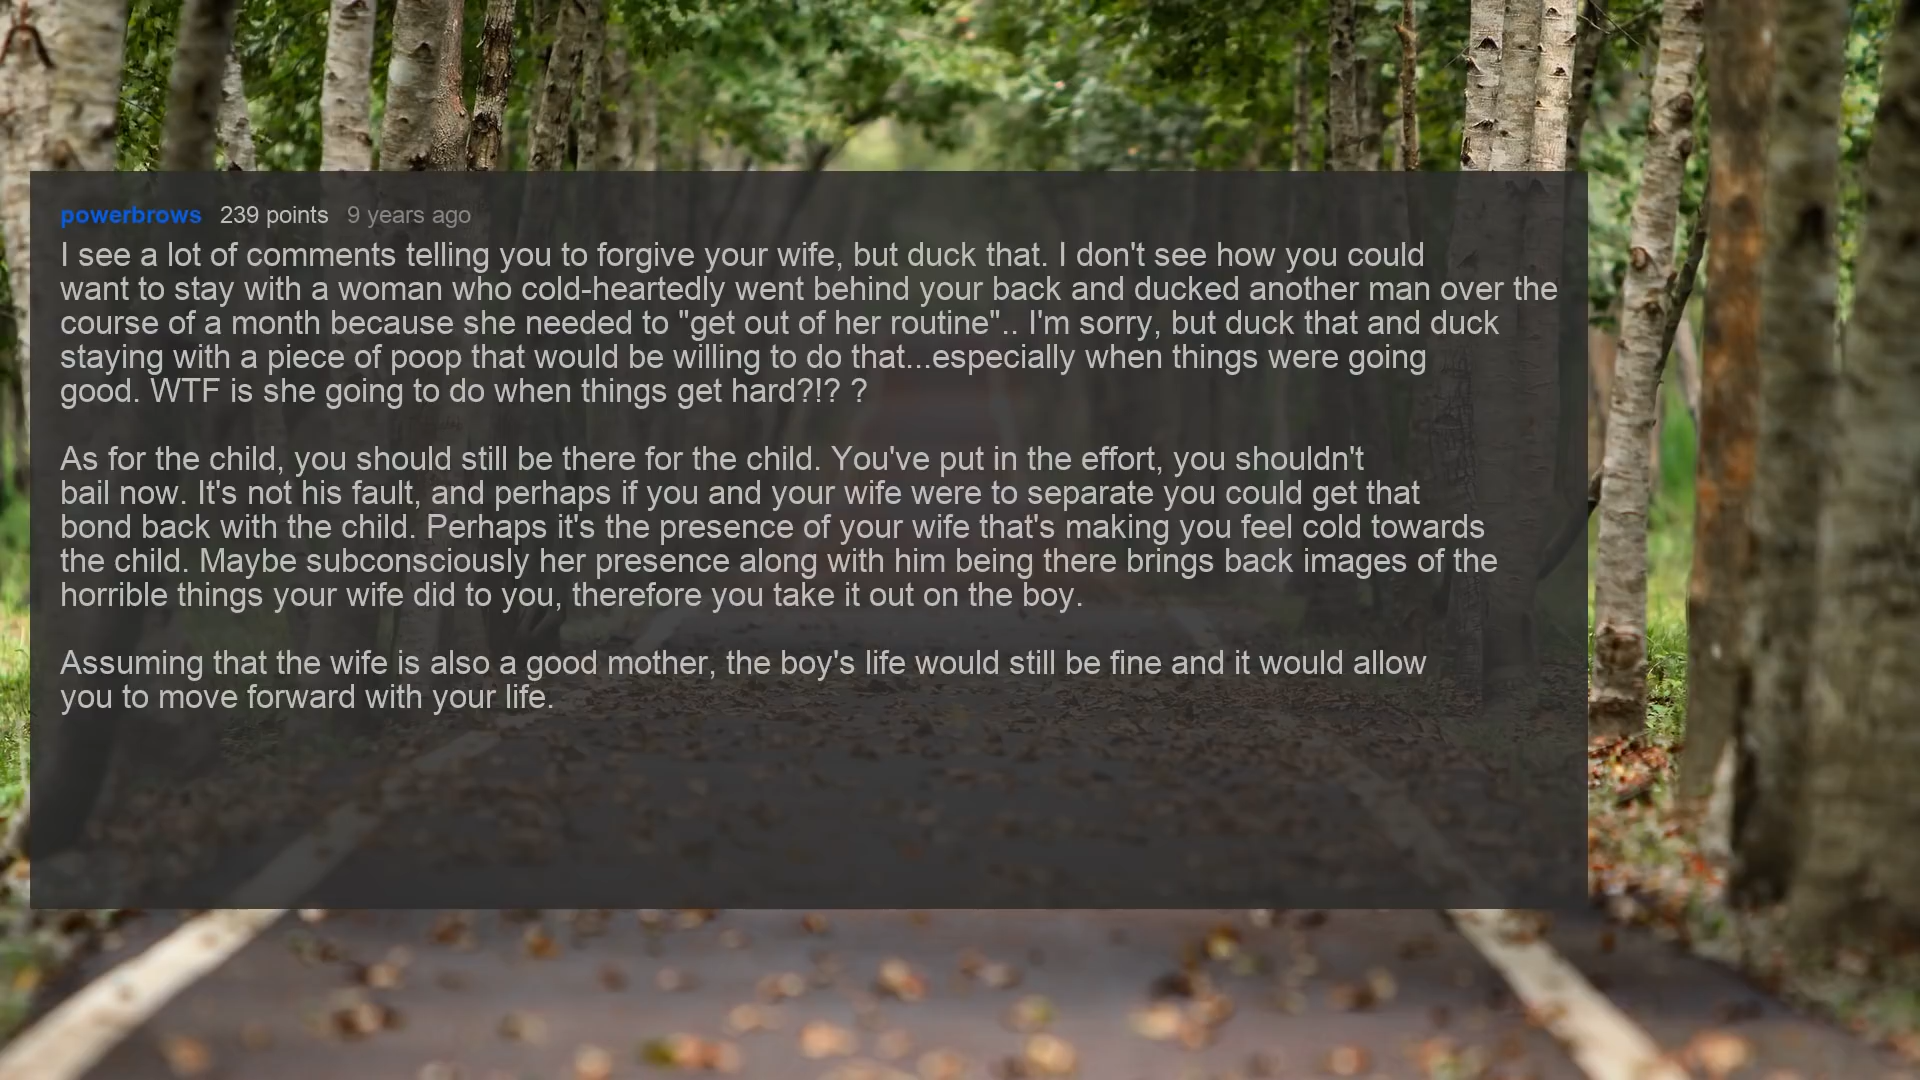 powerbrows 239 points 9 years ago
I see a lot of comments telling you to forgive your wife, but duck that. I don't see how you could
want to stay with a woman who cold-heartedly went behind your back and ducked another man over the
course of a month because she needed to "get out of her routine".. I'm sorry, but duck that and duck
staying with a piece of poop that would be willing to do that...especially when things were going
good. WTF is she going to do when things get hard?!? ?
As for the child, you should still be there for the child. You've put in the effort, you shouldn't
bail now. It's not his fault, and perhaps if you and your wife were to separate you could get that
bond back with the child. Perhaps it's the presence of your wife that's making you feel cold towards
the child. Maybe subconsciously her presence along with him being there brings back images of the
horrible things your wife did to you, therefore you take it out on the boy.
Assuming that the wife is also a good mother, the boy's life would still be fine and it would allow
you to move forward with your life.